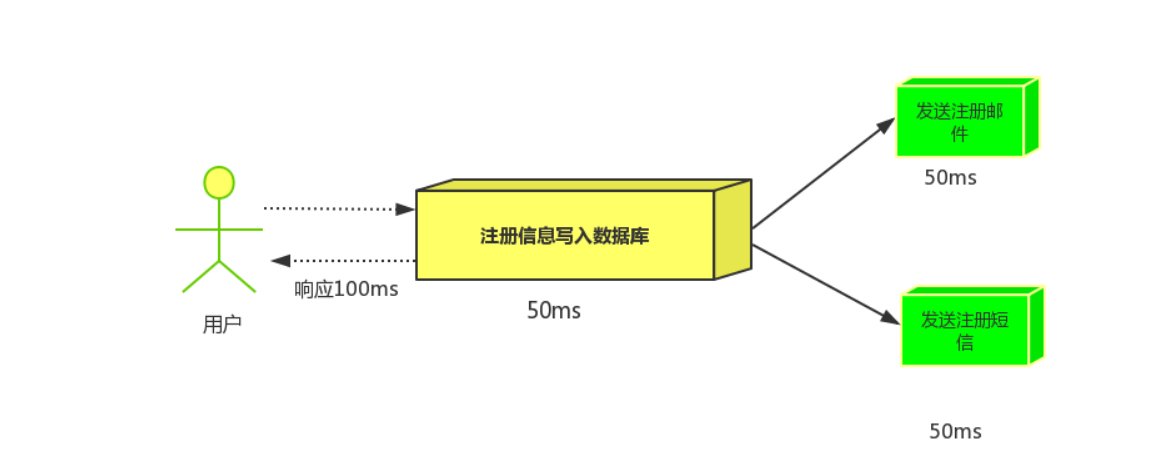 发送注册邮
件
50ms
注册信息写入数据库
响应100ms
50ms
用户
发送注册短
信
50ms